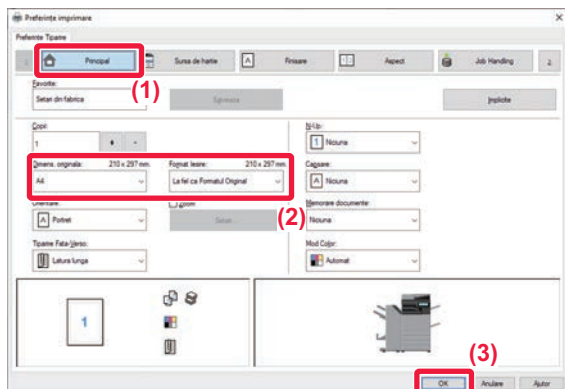 Preferințe imprimare
Preferinte Tiparire
Principal
Sursa de hartie
Finisare
Aspect
Job Handling
Favorite:
(1)
Setari din fabrica
Salveaza
Implicite
Copii:
1
N-Up:
1 Niciuna
Dimens. originala: 210 x 297 mm.
Format Iesire: 210 x 297 mm.
A4
La fel ca Formatul Original
Capsare:
A Niciuna
(2)
Orientare:
Zoom
Memorare documente:
A Portret
Setari...
Niciuna
Tiparire Fata-Verso:
Mod Color:
Latura lunga
Automat
1
(3)
OK
Anulare
Ajutor